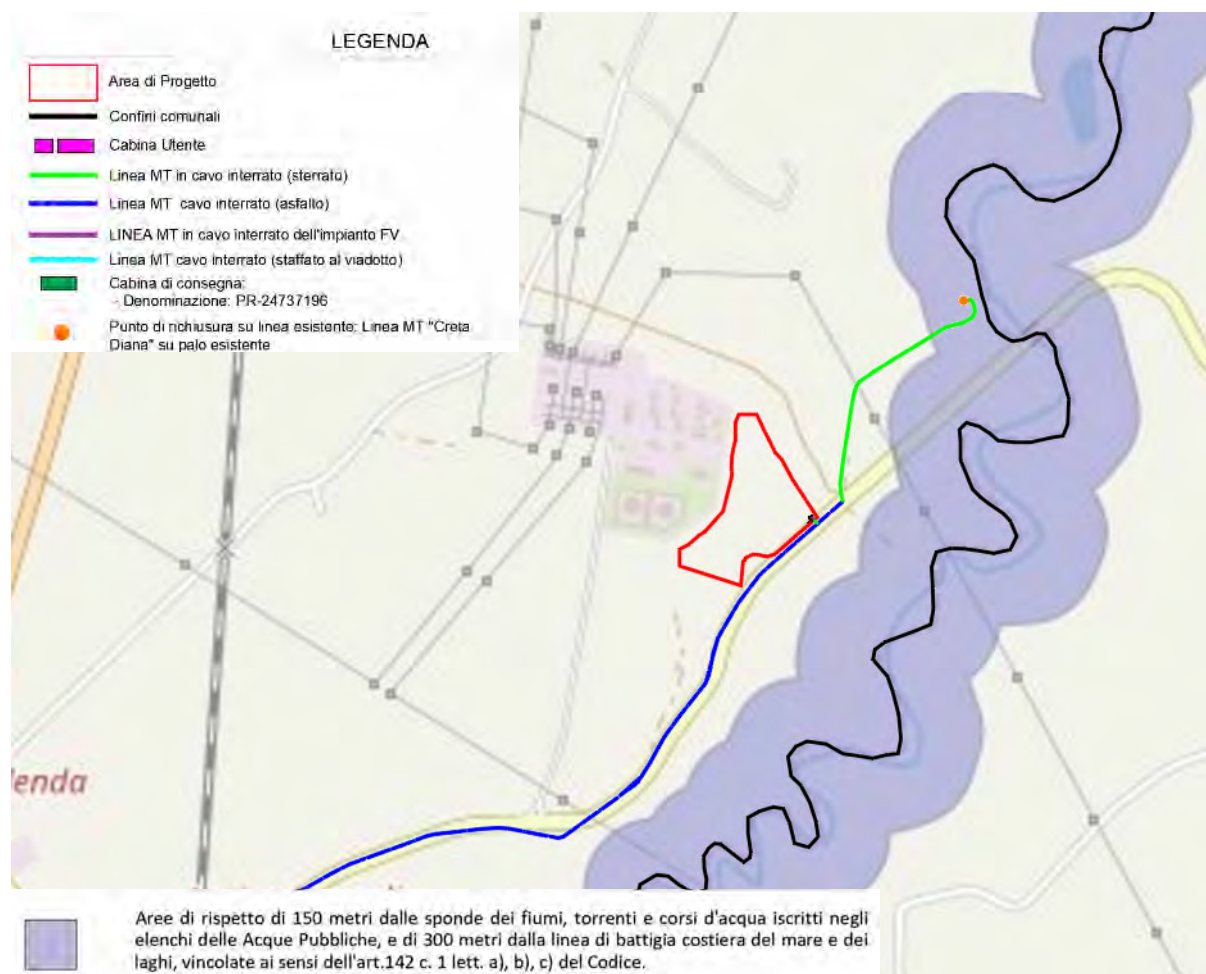 LEGENDA
Area di Progetto
Confini comunali
Cabina Utente
Linea MT in cavo interrato (sterrato)
Linea MT cavo interrato (asfalto)
LINEA MT in cavo interrato dell'impianto FV
Linea MT cavo interrato (staffato al viadotto)
Cabina di consegna:
- Denominazione: PR-24737196
Punto di richiusura su linea esistente: Linea MT "Creta
Diana" su palo esistente
lenda
Aree di rispetto di 150 metri dalle sponde dei fiumi, torrenti e corsi d'acqua iscritti negli
elenchi delle Acque Pubbliche, e di 300 metri dalla linea di battigia costiera del mare e dei
laghi, vincolate ai sensi dell'art.142 c. 1 lett. a), b), c) del Codice.